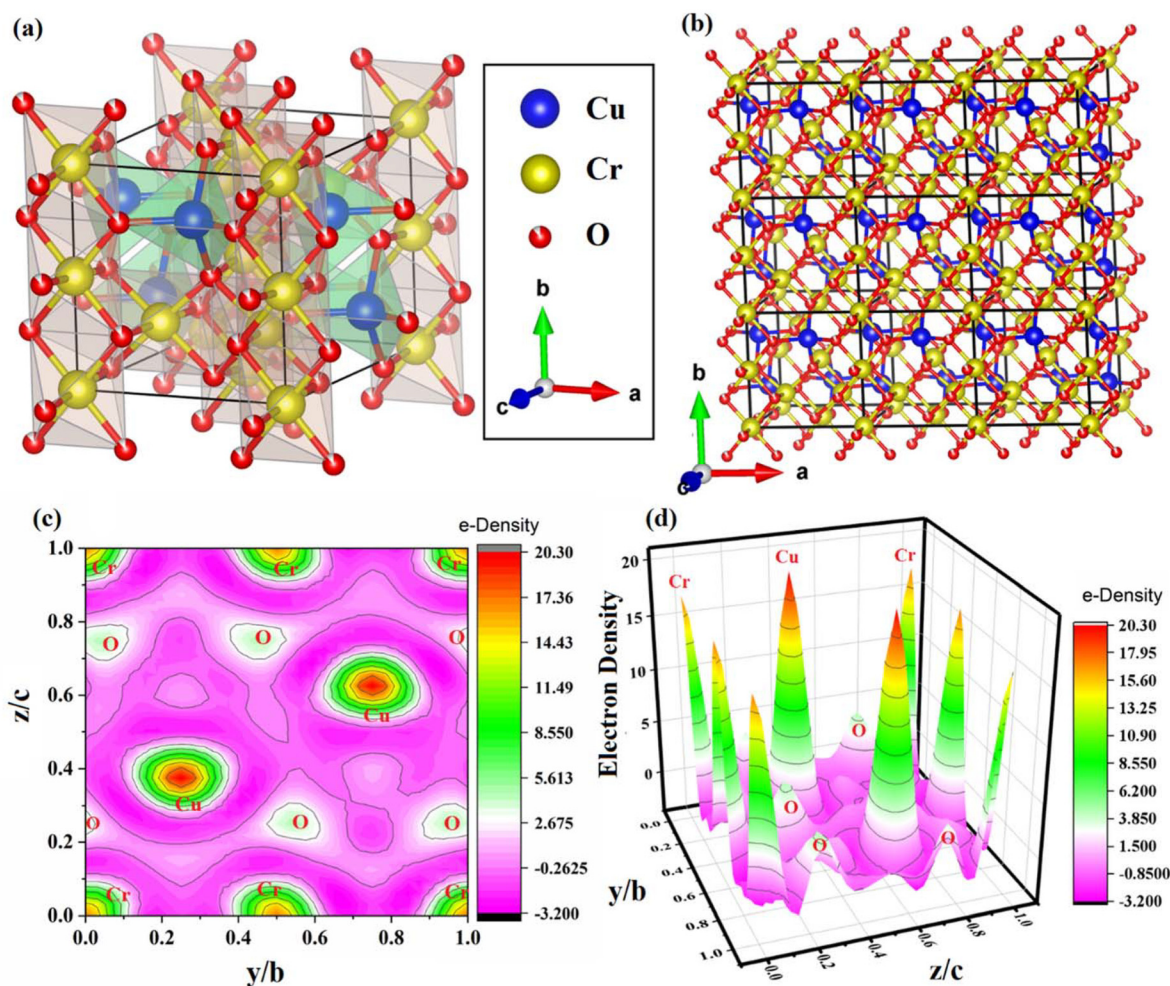 (a)
Cu
Cr
O
b
c
a
(b)
b
c
a
(c)
e-Density
1.0
0.8
0.6
0.4
0.2
0.0
z/c
0.0
0.2
0.4
0.6
0.8
1.0
y/b
Cr
Cr
Cr
O
O
O
Cu
Cu
O
O
O
Cr
Cr
Cr
20.30
17.36
14.43
11.49
8.550
5.613
2.675
-0.2625
-3.200
(d)
e-Density
20
15
10
5
0
Electron Density
Cr
Cu
Cr
O
O
O
O
0.0
0.2
0.4
0.6
0.8
1.0
y/b
0.0
0.2
0.4
0.6
0.8
1.0
z/c
20.30
17.95
15.60
13.25
10.90
8.550
6.200
3.850
1.500
-0.8500
-3.200